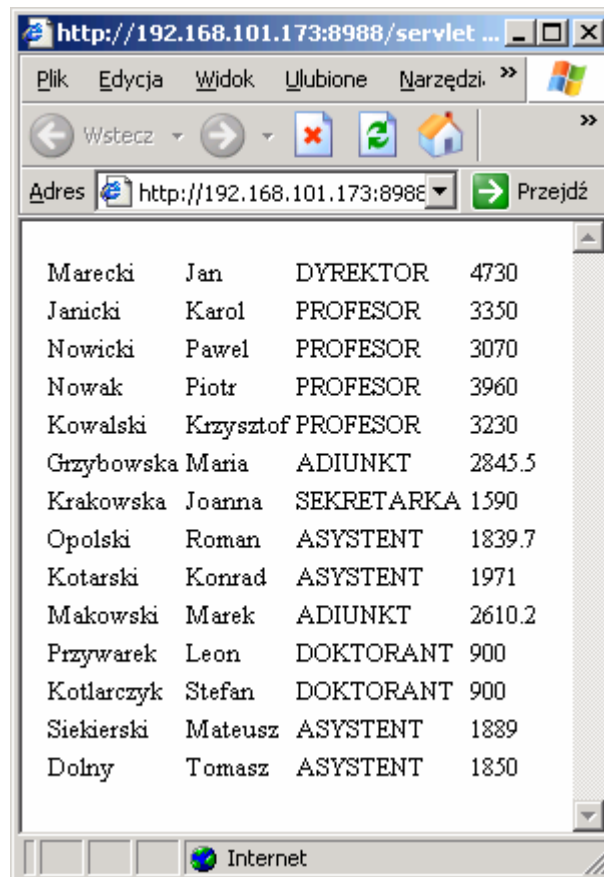 http://192.168.101.173:8988/servlet ...
Plik Edycja Widok Ulubione Narzędzi. »
Wstecz »
Adres http://192.168.101.173:8988 Przejdź
Marecki Jan DYREKTOR 4730
Janicki Karol PROFESOR 3350
Nowicki Pawel PROFESOR 3070
Nowak Piotr PROFESOR 3960
Kowalski Krzysztof PROFESOR 3230
Grzybowska Maria ADIUNKT 2845.5
Krakowska Joanna SEKRETARKA 1590
Opolski Roman ASYSTENT 1839.7
Kotarski Konrad ASYSTENT 1971
Makowski Marek ADIUNKT 2610.2
Przywarek Leon DOKTORANT 900
Kotlarczyk Stefan DOKTORANT 900
Siekierski Mateusz ASYSTENT 1889
Dolny Tomasz ASYSTENT 1850
Internet